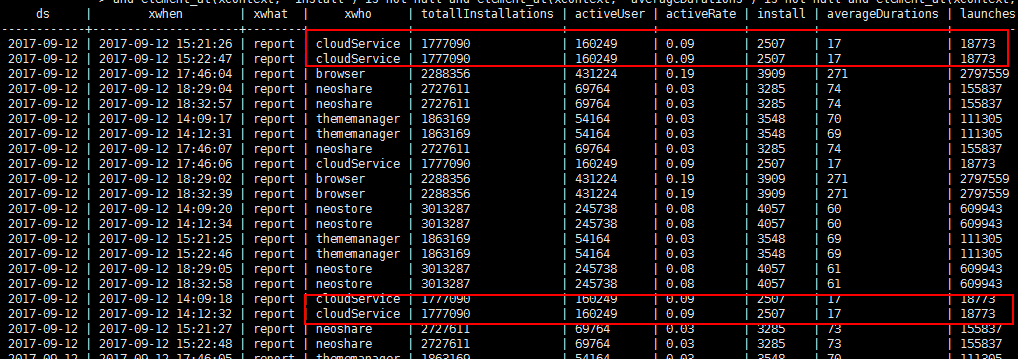 ds | xwhen | xwhat | xwho | totallInstallations | activeUser | activeRate | install | averageDurations | launches
2017-09-12 | 2017-09-12 15:21:26 | report | cloudService | 1777090 | 160249 | 0.09 | 2507 | 17 | 18773
2017-09-12 | 2017-09-12 15:22:47 | report | cloudService | 1777090 | 160249 | 0.09 | 2507 | 17 | 18773
2017-09-12 | 2017-09-12 17:46:04 | report | browser | 2288356 | 431224 | 0.19 | 3909 | 271 | 2797559
2017-09-12 | 2017-09-12 18:29:04 | report | neoshare | 2727611 | 69764 | 0.03 | 3285 | 74 | 155837
2017-09-12 | 2017-09-12 18:32:57 | report | neoshare | 2727611 | 69764 | 0.03 | 3285 | 74 | 155837
2017-09-12 | 2017-09-12 14:09:17 | report | thememanager | 1863169 | 54164 | 0.03 | 3548 | 70 | 111305
2017-09-12 | 2017-09-12 14:12:31 | report | thememanager | 1863169 | 54164 | 0.03 | 3548 | 69 | 111305
2017-09-12 | 2017-09-12 17:46:07 | report | neoshare | 2727611 | 69764 | 0.03 | 3285 | 74 | 155837
2017-09-12 | 2017-09-12 17:46:06 | report | cloudService | 1777090 | 160249 | 0.09 | 2507 | 17 | 18773
2017-09-12 | 2017-09-12 18:29:02 | report | browser | 2288356 | 431224 | 0.19 | 3909 | 271 | 2797559
2017-09-12 | 2017-09-12 18:32:39 | report | browser | 2288356 | 431224 | 0.19 | 3909 | 271 | 2797559
2017-09-12 | 2017-09-12 14:09:20 | report | neostore | 3013287 | 245738 | 0.08 | 4057 | 60 | 609943
2017-09-12 | 2017-09-12 14:12:34 | report | neostore | 3013287 | 245738 | 0.08 | 4057 | 60 | 609943
2017-09-12 | 2017-09-12 15:21:25 | report | thememanager | 1863169 | 54164 | 0.03 | 3548 | 69 | 111305
2017-09-12 | 2017-09-12 15:22:46 | report | thememanager | 1863169 | 54164 | 0.03 | 3548 | 69 | 111305
2017-09-12 | 2017-09-12 18:29:05 | report | neostore | 3013287 | 245738 | 0.08 | 4057 | 61 | 609943
2017-09-12 | 2017-09-12 18:32:58 | report | neostore | 3013287 | 245738 | 0.08 | 4057 | 61 | 609943
2017-09-12 | 2017-09-12 14:09:18 | report | cloudService | 1777090 | 160249 | 0.09 | 2507 | 17 | 18773
2017-09-12 | 2017-09-12 14:12:32 | report | cloudService | 1777090 | 160249 | 0.09 | 2507 | 17 | 18773
2017-09-12 | 2017-09-12 15:21:27 | report | neoshare | 2727611 | 69764 | 0.03 | 3285 | 73 | 155837
2017-09-12 | 2017-09-12 15:22:48 | report | neoshare | 2727611 | 69764 | 0.03 | 3285 | 73 | 155837
2017-09-12 | 2017-09-12 17:46:05 | report | thememanager | 1863169 | 54164 | 0.03 | 3548 | 70 | 111305